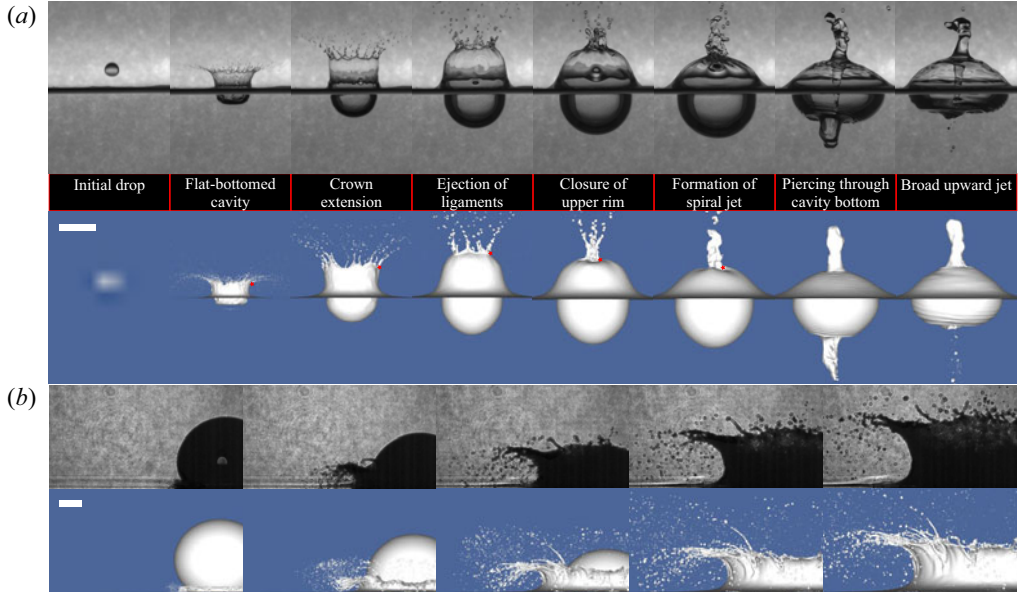 (a)
Initial drop
Flat-bottomed
cavity
Crown
extension
Ejection of
ligaments
Closure of
upper rim
Formation of
spiral jet
Piercing through
cavity bottom
Broad upward jet
(b)